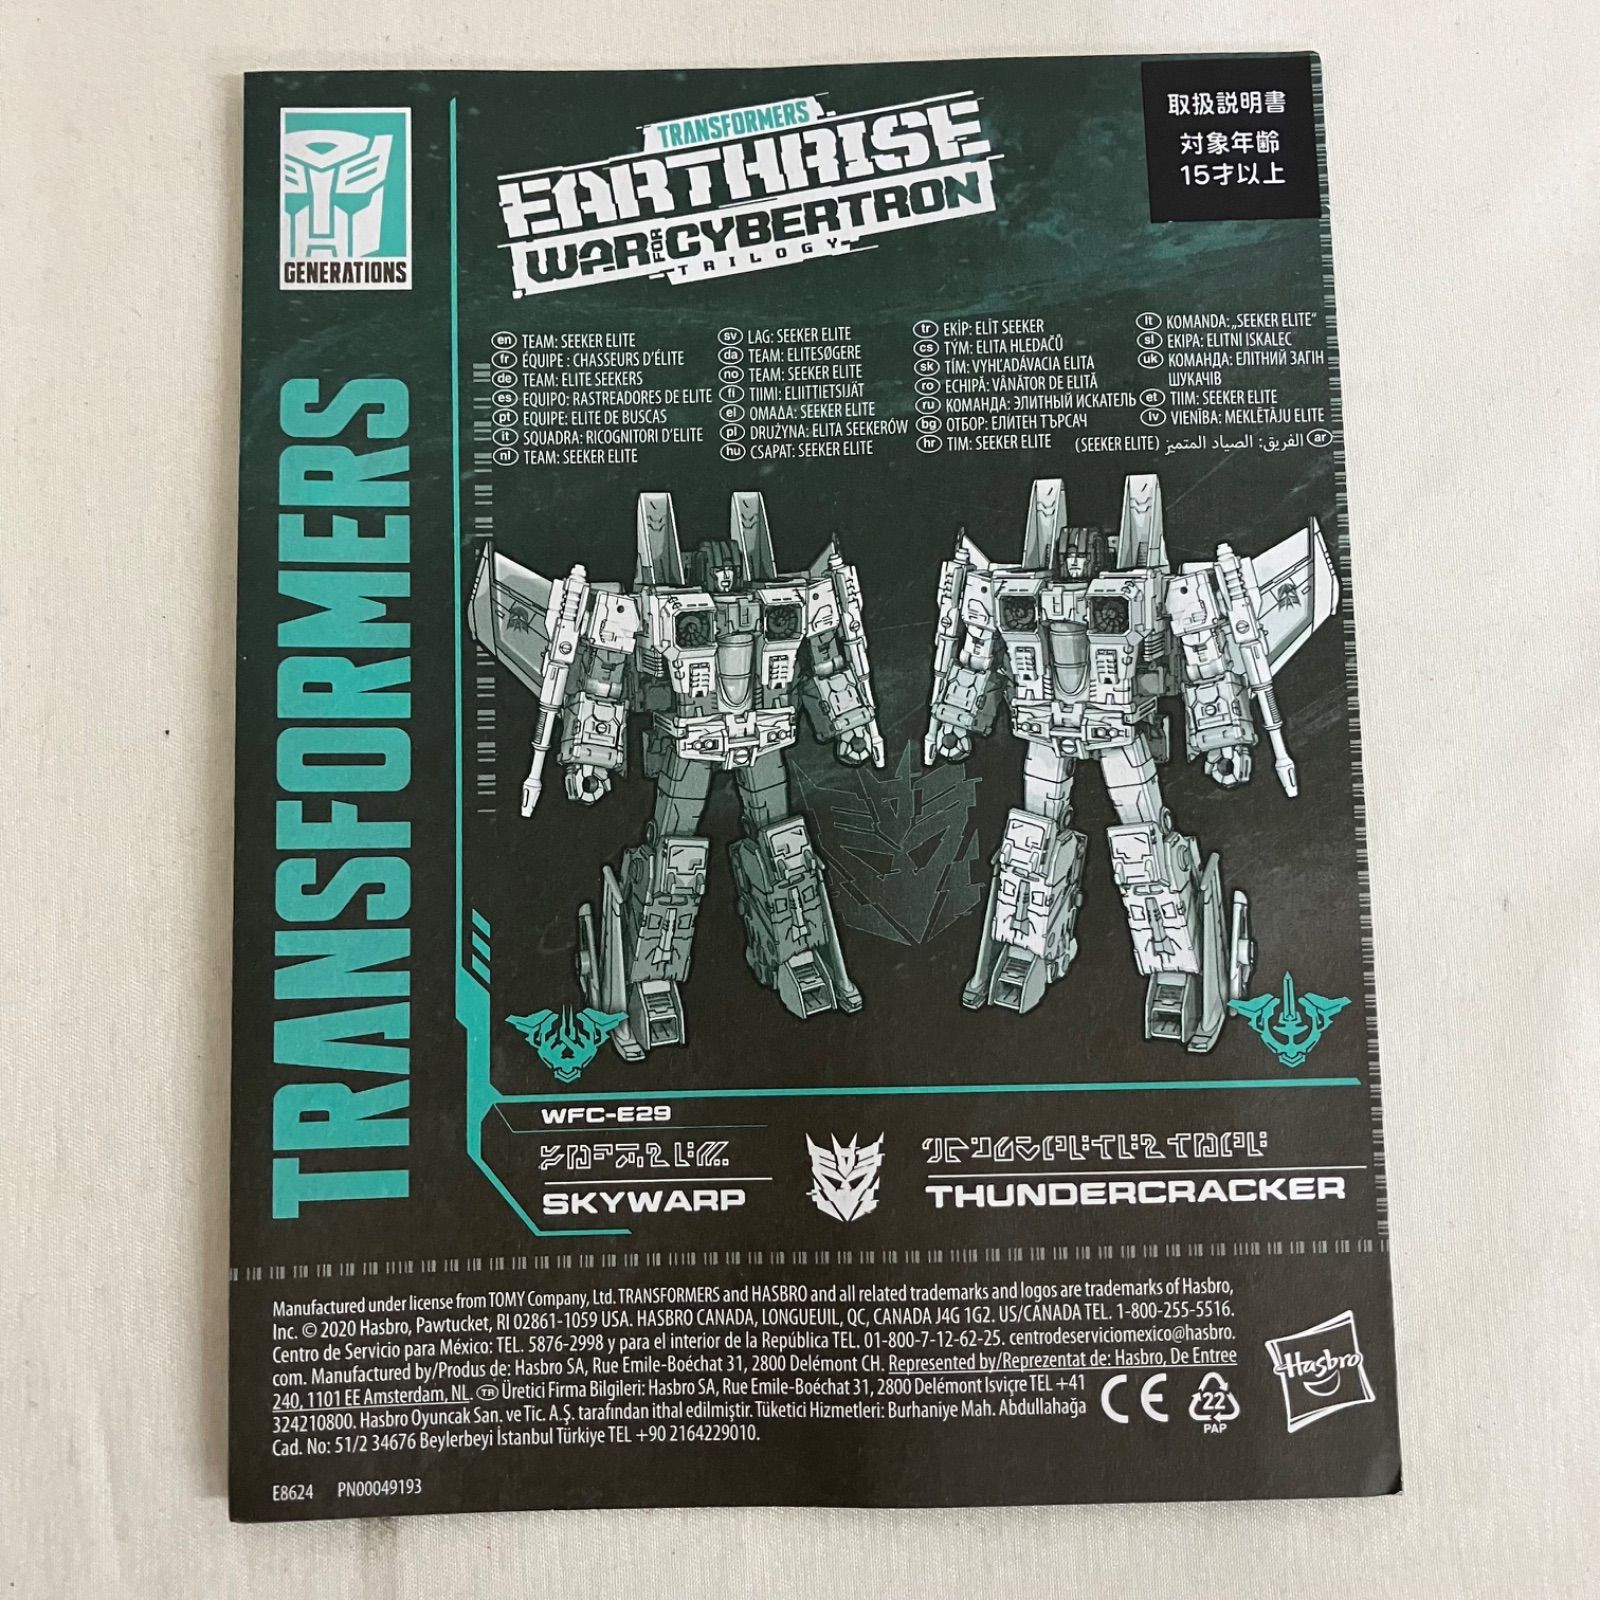 GENERATIONS
TRANSFORMERS
TRANSFORMERS
EARTHRISE
WAR FOR CYBERTRON
TRILOGY
取扱説明書
対象年齢
15才以上
en TEAM: SEEKER ELITE
fr ÉQUIPE : CHASSEURS D'ÉLITE
de TEAM: ELITE SEEKERS
es EQUIPO: RASTREADORES DE ELITE
pt EQUIPE: ELITE DE BUSCAS
it SQUADRA: RICOGNITORI D'ELITE
nl TEAM: SEEKER ELITE
sv LAG: SEEKER ELITE
da TEAM: ELITESØGERE
no TEAM: SEEKER ELITE
fi TIIMI: ELIITTIETSIJÄT
el ΟΜΑΔΑ: SEEKER ELITE
pl DRUŻYNA: ELITA SEEKERÓW
hu CSAPAT: SEEKER ELITE
tr EKİP: ELİT SEEKER
cs TÝM: ELITA HLEDAČŮ
sk TÍM: VYHĽADÁVACIA ELITA
ro ECHIPĂ: VÂNĂTOR DE ELITĂ
ru КОМАНДА: ЭЛИТНЫЙ ИСКАТЕЛЬ
bg ОТБОР: ЕЛИТЕН ТЪРСАЧ
hr TIM: SEEKER ELITE
lt KOMANDA: „SEEKER ELITE“
sl EKIPA: ELITNI ISKALEC
uk КОМАНДА: ЕЛІТНИЙ ЗАГІН
ШУКАЧІВ
et TIIM: SEEKER ELITE
lv VIENĪBA: MEKLĒTĀJU ELITE
ar الفريق: الصياد المتميز (SEEKER ELITE)
WFC-E29
SKYWARP
THUNDERCRACKER
Manufactured under license from TOMY Company, Ltd. TRANSFORMERS and HASBRO and all related trademarks and logos are trademarks of Hasbro,
Inc. © 2020 Hasbro, Pawtucket, RI 02861-1059 USA. HASBRO CANADA, LONGUEUIL, QC, CANADA J4G 1G2. US/CANADA TEL. 1-800-255-5516.
Centro de Servicio para México: TEL. 5876-2998 y para el interior de la República TEL. 01-800-7-12-62-25. centrodeserviciomexico@hasbro.
com. Manufactured by/Produs de: Hasbro SA, Rue Emile-Boéchat 31, 2800 Delémont CH. Represented by/Reprezentat de: Hasbro, De Entree
240, 1101 EE Amsterdam, NL. TR Üretici Firma Bilgileri: Hasbro SA, Rue Emile-Boéchat 31, 2800 Delémont Isviçre TEL +41
324210800. Hasbro Oyuncak San. ve Tic. A.Ş. tarafından ithal edilmiştir. Tüketici Hizmetleri: Burhaniye Mah. Abdullahağa
Cad. No: 51/2 34676 Beylerbeyi İstanbul Türkiye TEL +90 2164229010.
CE
22
PAP
Hasbro
E8624 PN00049193